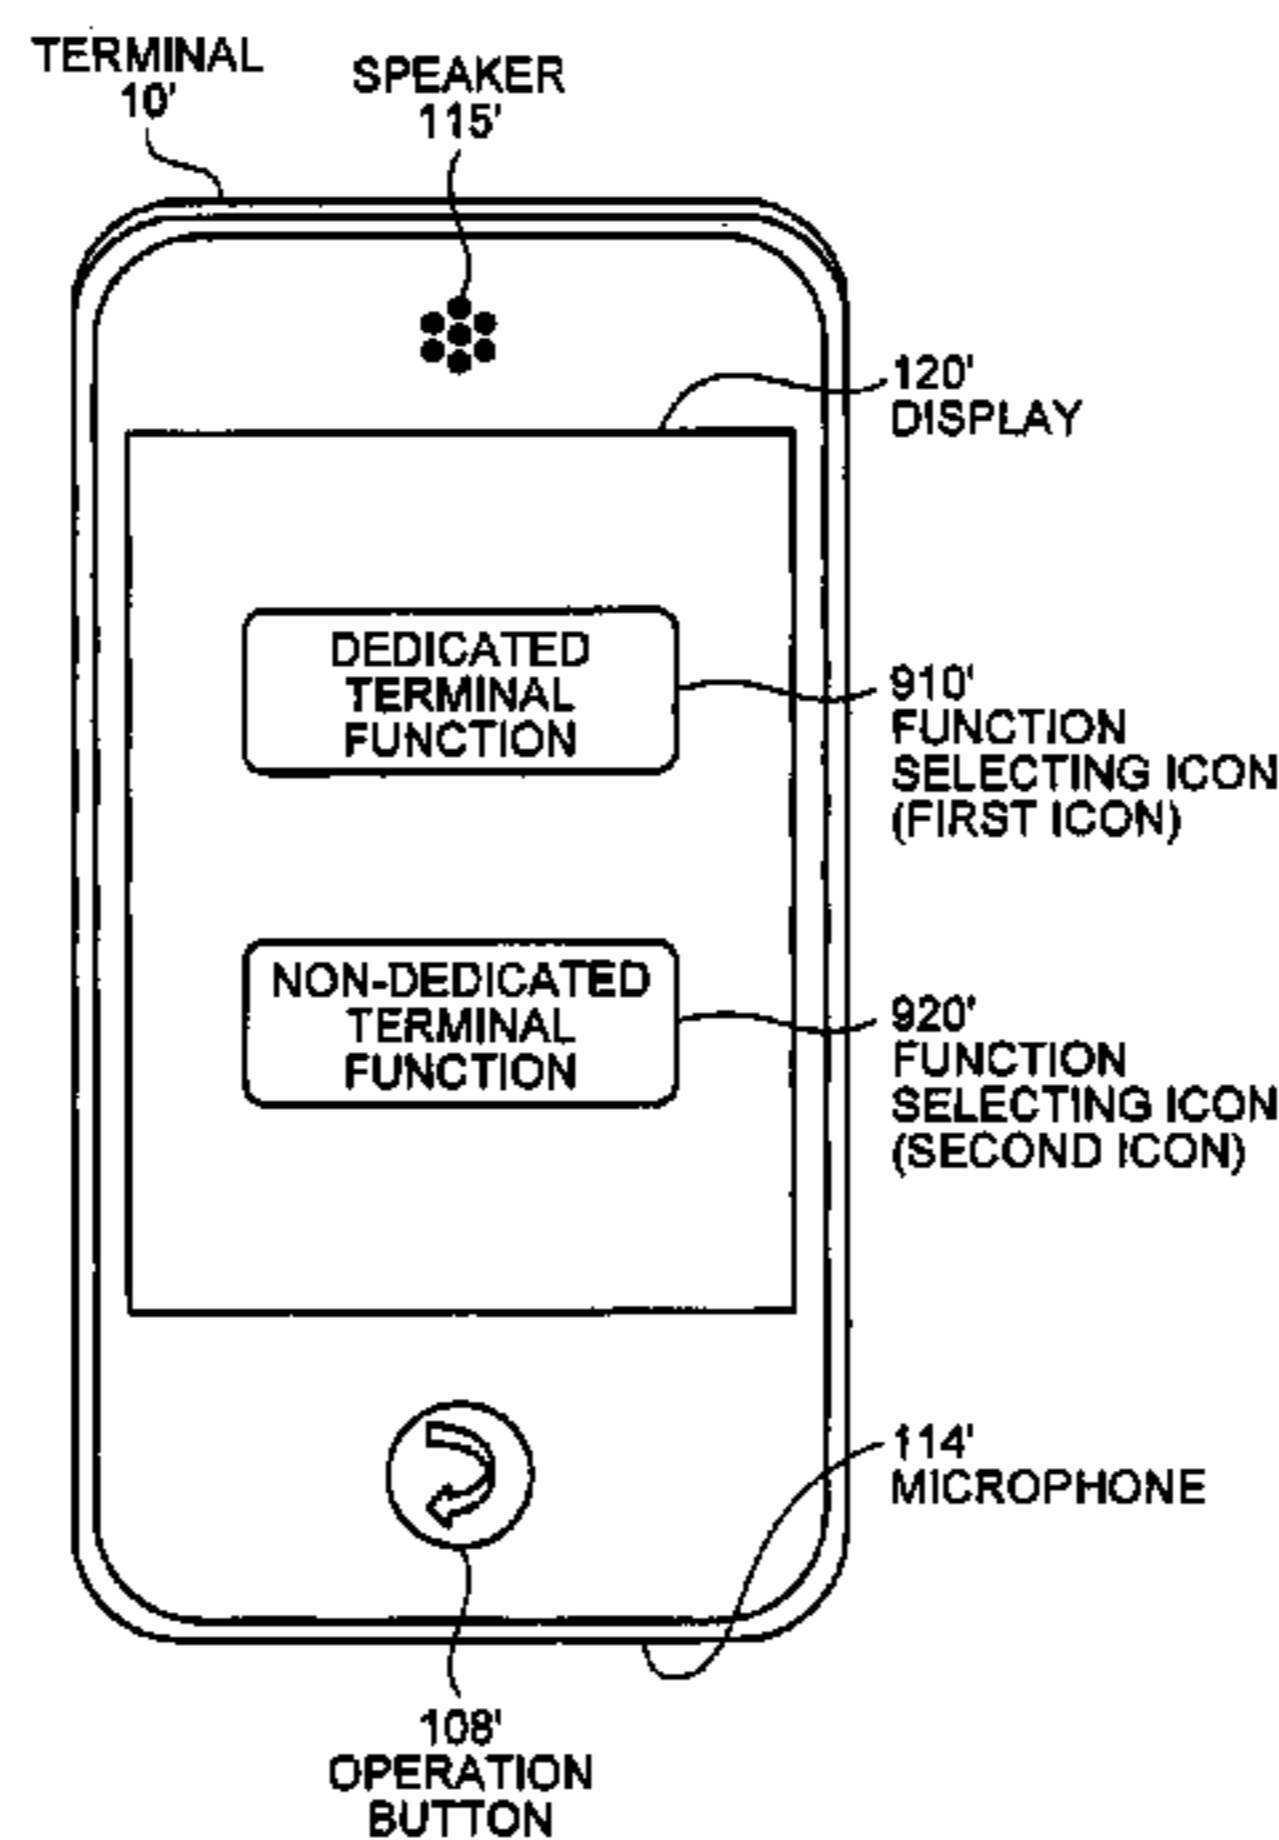 TERMINAL
10'
SPEAKER
115'
120'
DISPLAY
DEDICATED
TERMINAL
FUNCTION
910'
FUNCTION
SELECTING ICON
(FIRST ICON)
NON-DEDICATED
TERMINAL
FUNCTION
920'
FUNCTION
SELECTING ICON
(SECOND ICON)
114'
MICROPHONE
108'
OPERATION
BUTTON